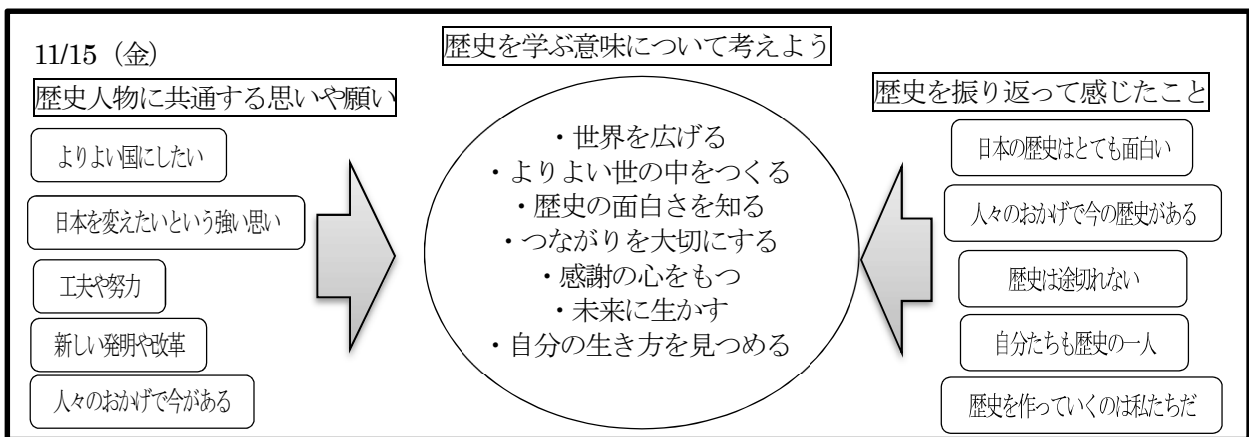 11/15（金）
歴史を学ぶ意味について考えよう
歴史人物に共通する思いや願い
よりよい国にしたい
日本を変えたいという強い思い
工夫や努力
新しい発明や改革
人々のおかげで今がある
・世界を広げる
・よりよい世の中をつくる
・歴史の面白さを知る
・つながりを大切にする
・感謝の心をもつ
・未来に生かす
・自分の生き方を見つめる
歴史を振り返って感じたこと
日本の歴史はとても面白い
人々のおかげで今の歴史がある
歴史は途切れない
自分たちも歴史の一人
歴史を作っていくのは私たちだ